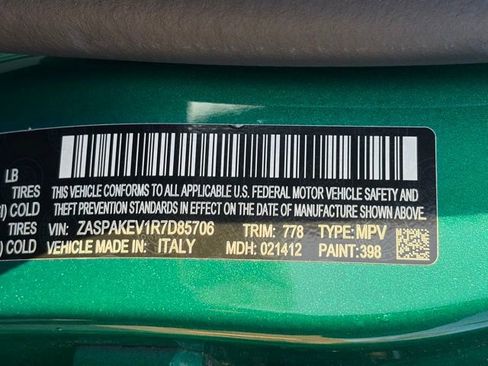 LB
TIRES
COLD
TIRES
COLD
THIS VEHICLE CONFORMS TO ALL APPLICABLE U.S. FEDERAL MOTOR VEHICLE SAFETY AND
THEFT PREVENTION STANDARDS IN EFFECT ON THE DATE OF MANUFACTURE SHOWN ABOVE.
VIN: ZASPAKEV1R7D85706 TRIM: 778 TYPE: MPV
VEHICLE MADE IN ITALY MDH: 021412 PAINT: 398